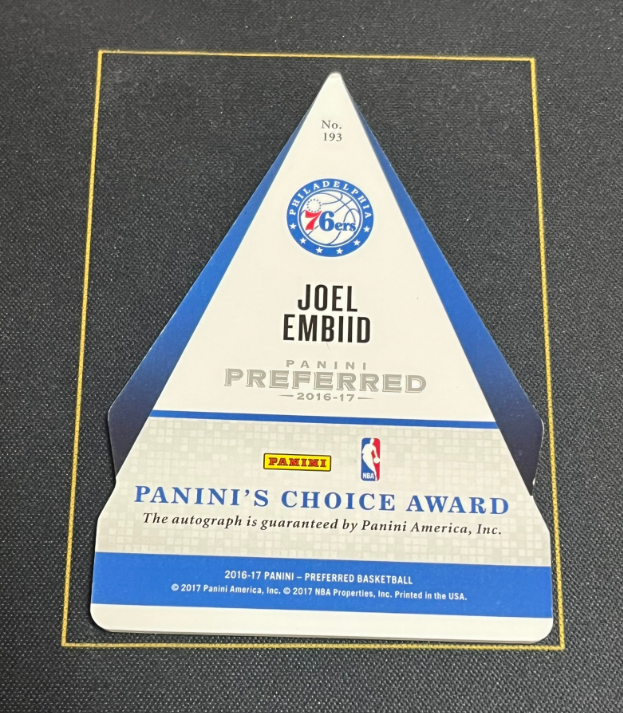 No.
193
PHILADELPHIA
76ers
JOEL
EMBIID
PANINI
PREFERRED
2016-17
PANINI
NBA
PANINI'S CHOICE AWARD
The autograph is guaranteed by Panini America, Inc.
2016-17 PANINI – PREFERRED BASKETBALL
© 2017 Panini America, Inc. © 2017 NBA Properties, Inc. Printed in the USA.